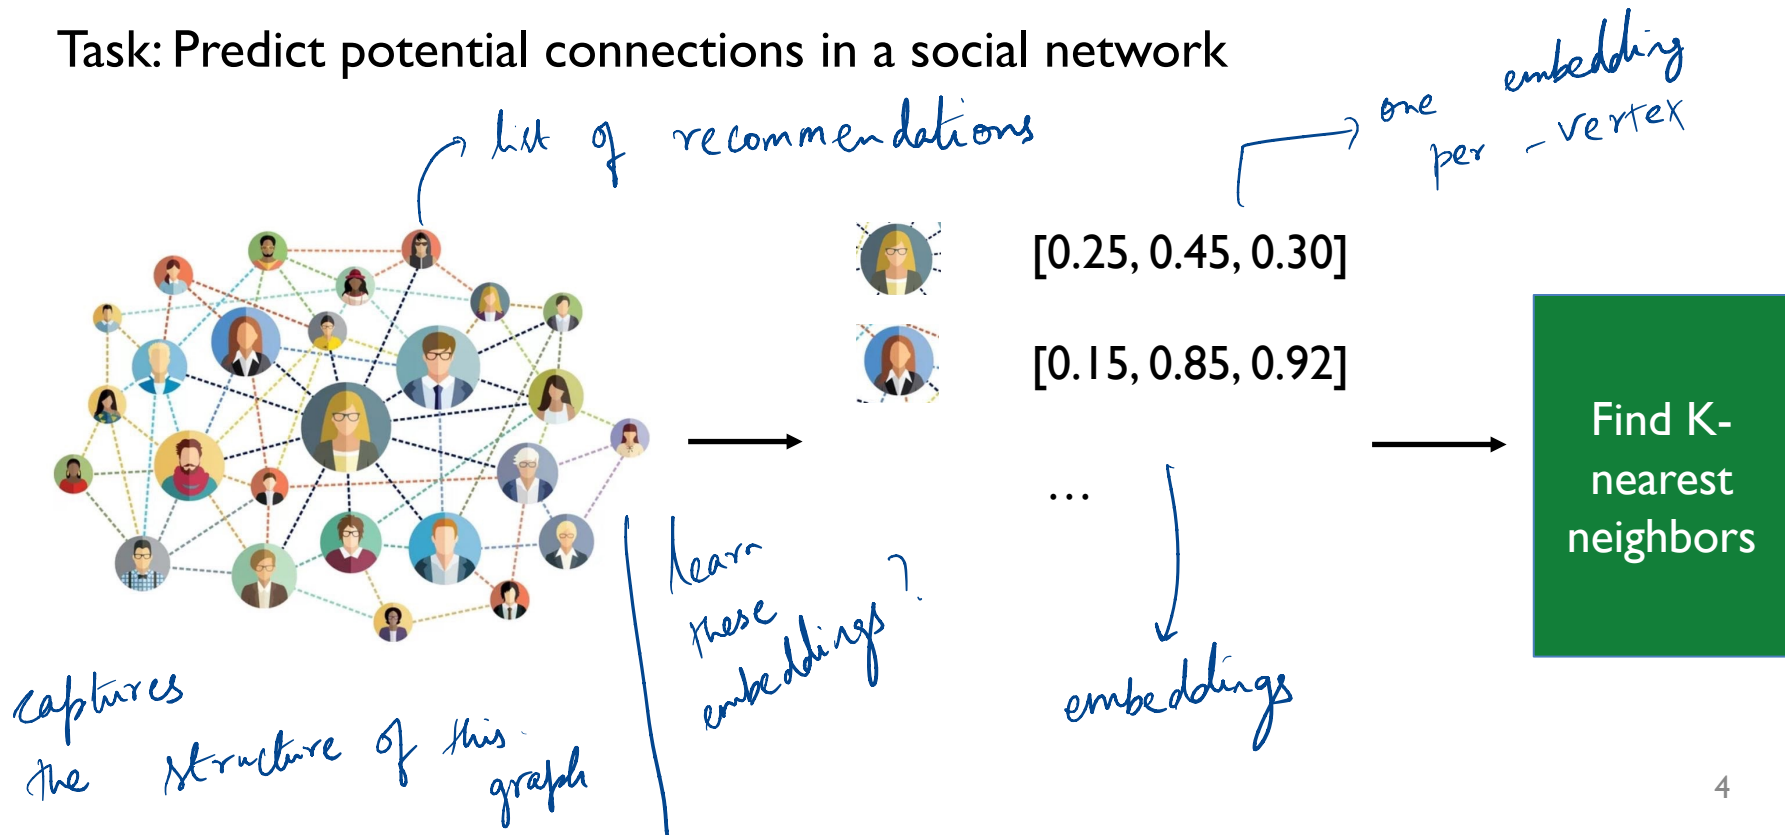 Task: Predict potential connections in a social network
list of recommendations
one embedding
per-vertex
[0.25, 0.45, 0.30]
[0.15, 0.85, 0.92]
...
Find K-
nearest
neighbors
learn
these
embeddings?
embeddings
captures
the structure of this
graph
4